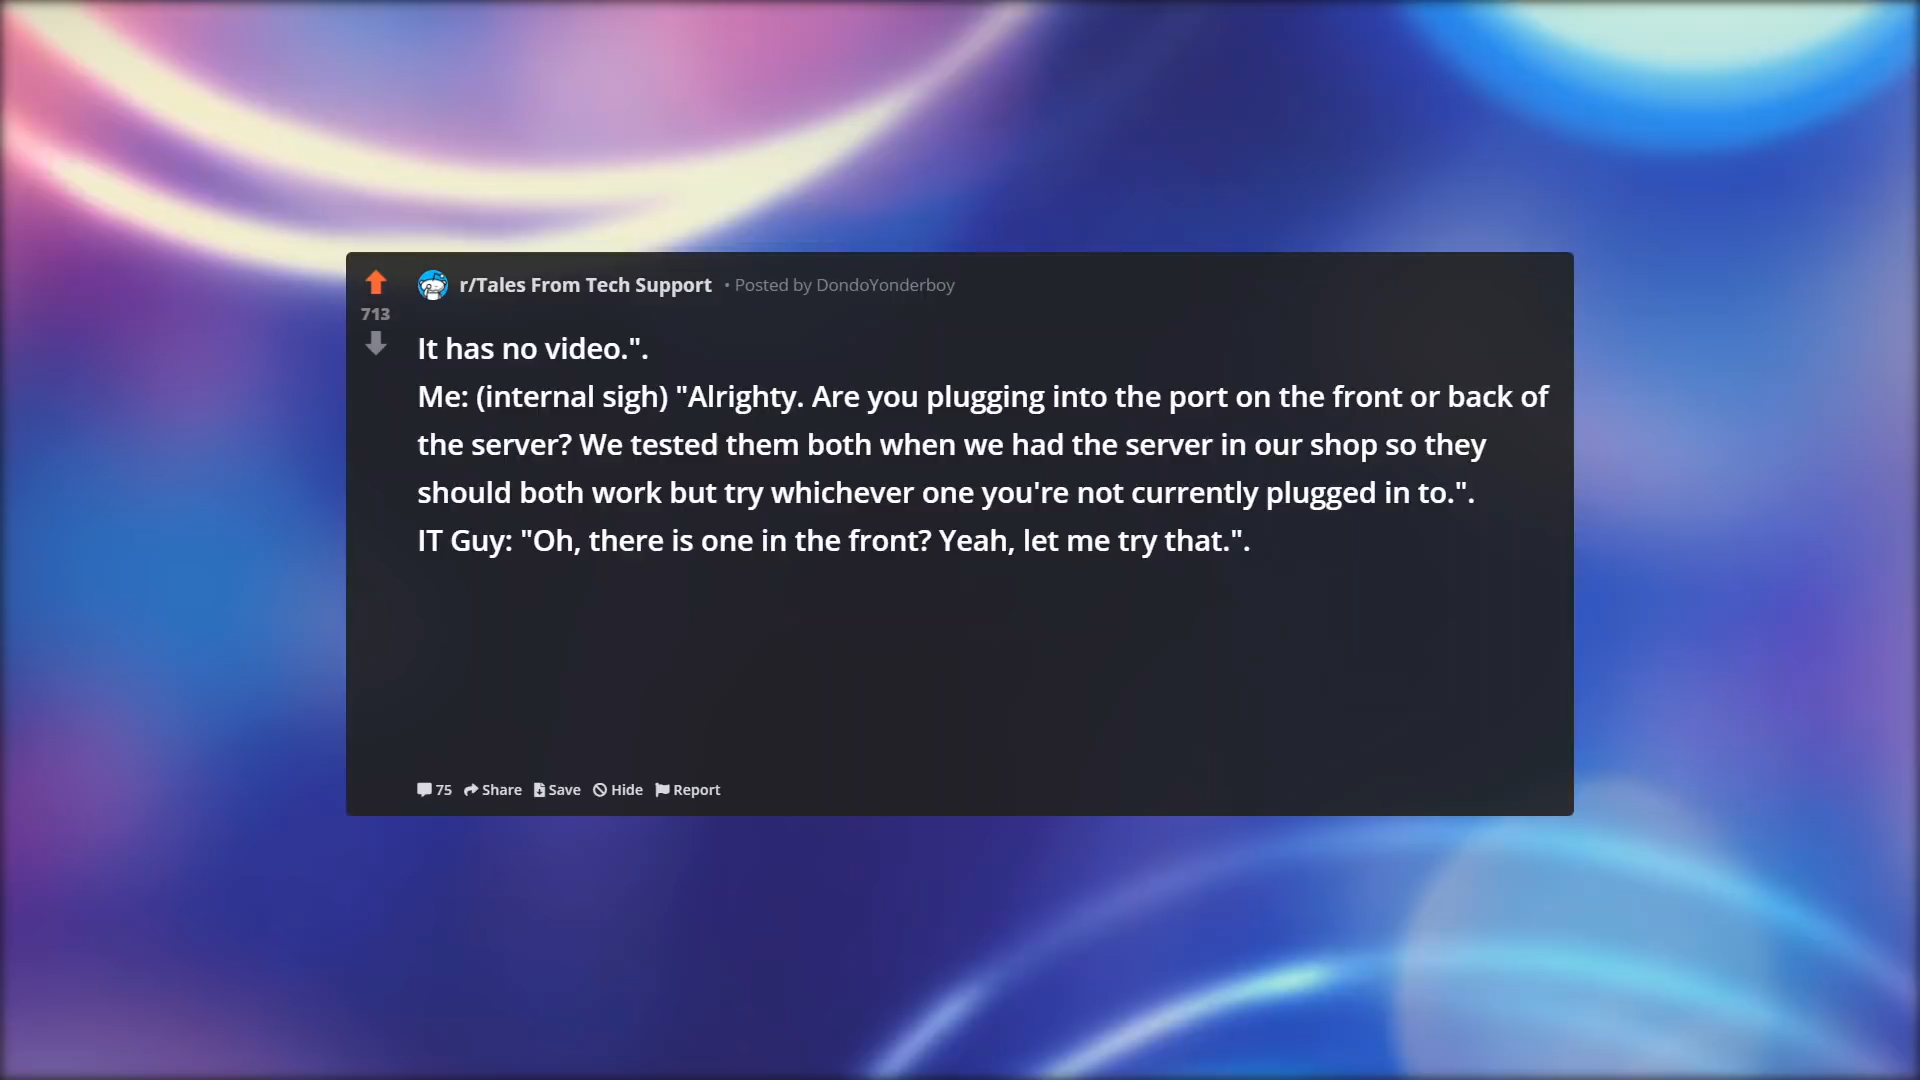 r/Tales From Tech Support • Posted by DondoYonderboy
713
It has no video.".
Me: (internal sigh) "Alrighty. Are you plugging into the port on the front or back of
the server? We tested them both when we had the server in our shop so they
should both work but try whichever one you're not currently plugged in to.".
IT Guy: "Oh, there is one in the front? Yeah, let me try that.".
75 Share Save Hide Report